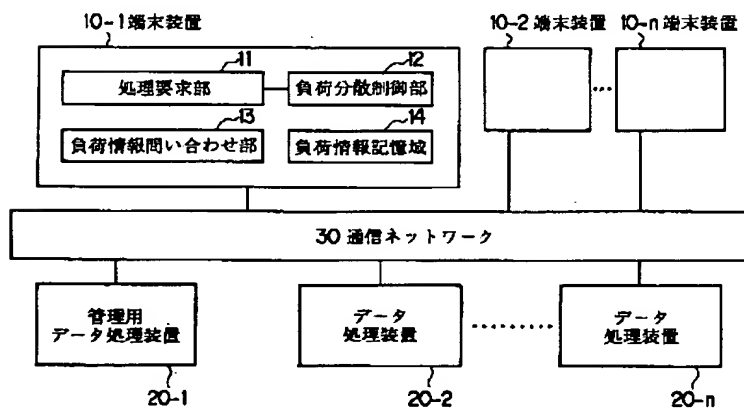 10-1 端末装置
10-2 端末装置
10-n 端末装置
11
処理要求部
12
負荷分散制御部
13
負荷情報問い合わせ部
14
負荷情報記憶域
30 通信ネットワーク
管理用
データ処理装置
20-1
データ
処理装置
20-2
データ
処理装置
20-n